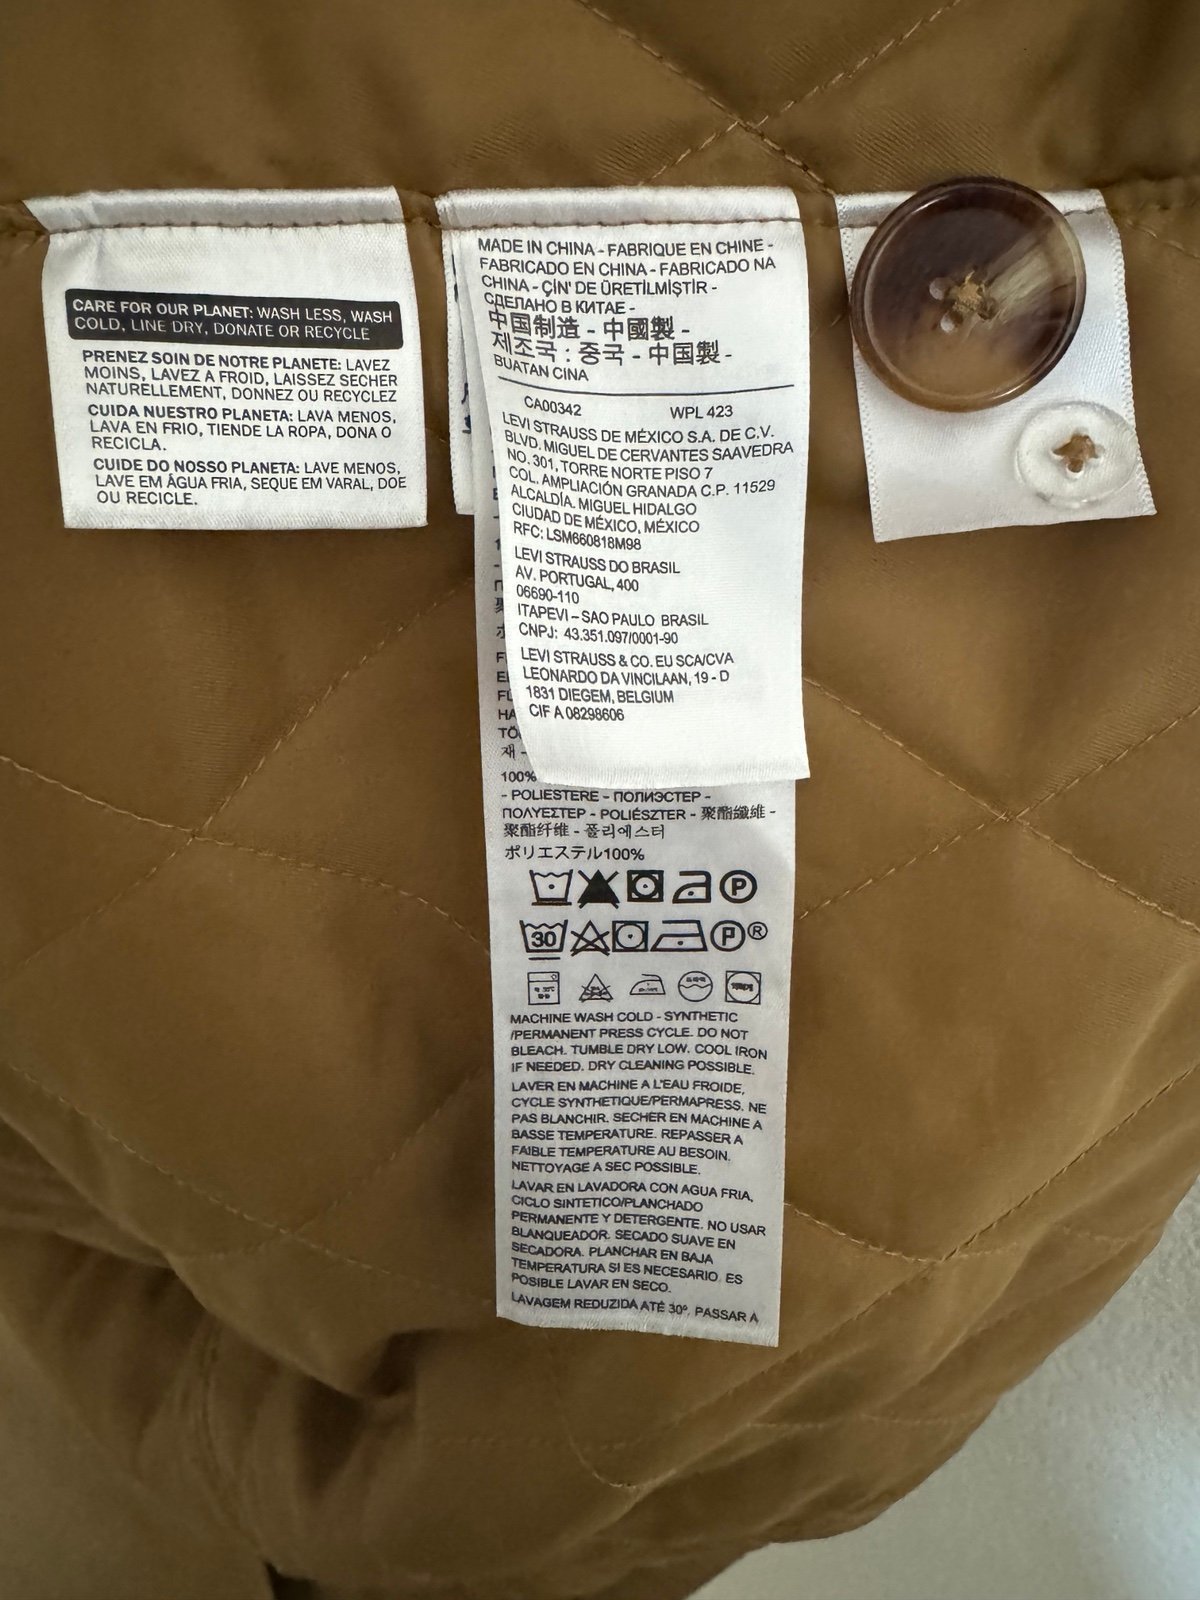 CARE FOR OUR PLANET: WASH LESS, WASH
COLD, LINE DRY, DONATE OR RECYCLE
PRENEZ SOIN DE NOTRE PLANETE: LAVEZ
MOINS, LAVEZ A FROID, LAISSEZ SECHER
NATURELLEMENT, DONNEZ OU RECYCLEZ
CUIDA NUESTRO PLANETA: LAVA MENOS,
LAVA EN FRIO, TIENDE LA ROPA, DONA O
RECICLA.
CUIDE DO NOSSO PLANETA: LAVE MENOS,
LAVE EM ÁGUA FRIA, SEQUE EM VARAL, DOE
OU RECICLE.
MADE IN CHINA - FABRIQUE EN CHINE -
FABRICADO EN CHINA - FABRICADO NA
CHINA - ÇİN' DE ÜRETİLMİŞTİR -
СДЕЛАНО В КИТАЕ -
中国制造 - 中國製 -
제조국 : 중국 - 中国製 -
BUATAN CINA
CA00342 WPL 423
LEVI STRAUSS DE MÉXICO S.A. DE C.V.
BLVD. MIGUEL DE CERVANTES SAAVEDRA
NO. 301, TORRE NORTE PISO 7
COL. AMPLIACIÓN GRANADA C.P. 11529
ALCALDÍA. MIGUEL HIDALGO
CIUDAD DE MÉXICO, MÉXICO
RFC: LSM660818M98
LEVI STRAUSS DO BRASIL
AV. PORTUGAL, 400
06690-110
ITAPEVI – SAO PAULO BRASIL
CNPJ: 43.351.097/0001-90
LEVI STRAUSS & CO. EU SCA/CVA
LEONARDO DA VINCILAAN, 19 - D
1831 DIEGEM, BELGIUM
CIF A 08298606
100%
- POLIESTERE - ПОЛИЭСТЕР -
ΠΟΛΥΕΣΤΕΡ - POLIÉSZTER - 聚酯纖維 -
聚酯纤维 - 폴리에스터
ポリエステル100%
P
30 P ®
MACHINE WASH COLD - SYNTHETIC
/PERMANENT PRESS CYCLE. DO NOT
BLEACH. TUMBLE DRY LOW. COOL IRON
IF NEEDED. DRY CLEANING POSSIBLE.
LAVER EN MACHINE A L'EAU FROIDE,
CYCLE SYNTHETIQUE/PERMAPRESS. NE
PAS BLANCHIR. SECHER EN MACHINE A
BASSE TEMPERATURE. REPASSER A
FAIBLE TEMPERATURE AU BESOIN.
NETTOYAGE A SEC POSSIBLE.
LAVAR EN LAVADORA CON AGUA FRIA,
CICLO SINTETICO/PLANCHADO
PERMANENTE Y DETERGENTE. NO USAR
BLANQUEADOR. SECADO SUAVE EN
SECADORA. PLANCHAR EN BAJA
TEMPERATURA SI ES NECESARIO. ES
POSIBLE LAVAR EN SECO.
LAVAGEM REDUZIDA ATÉ 30º. PASSAR A